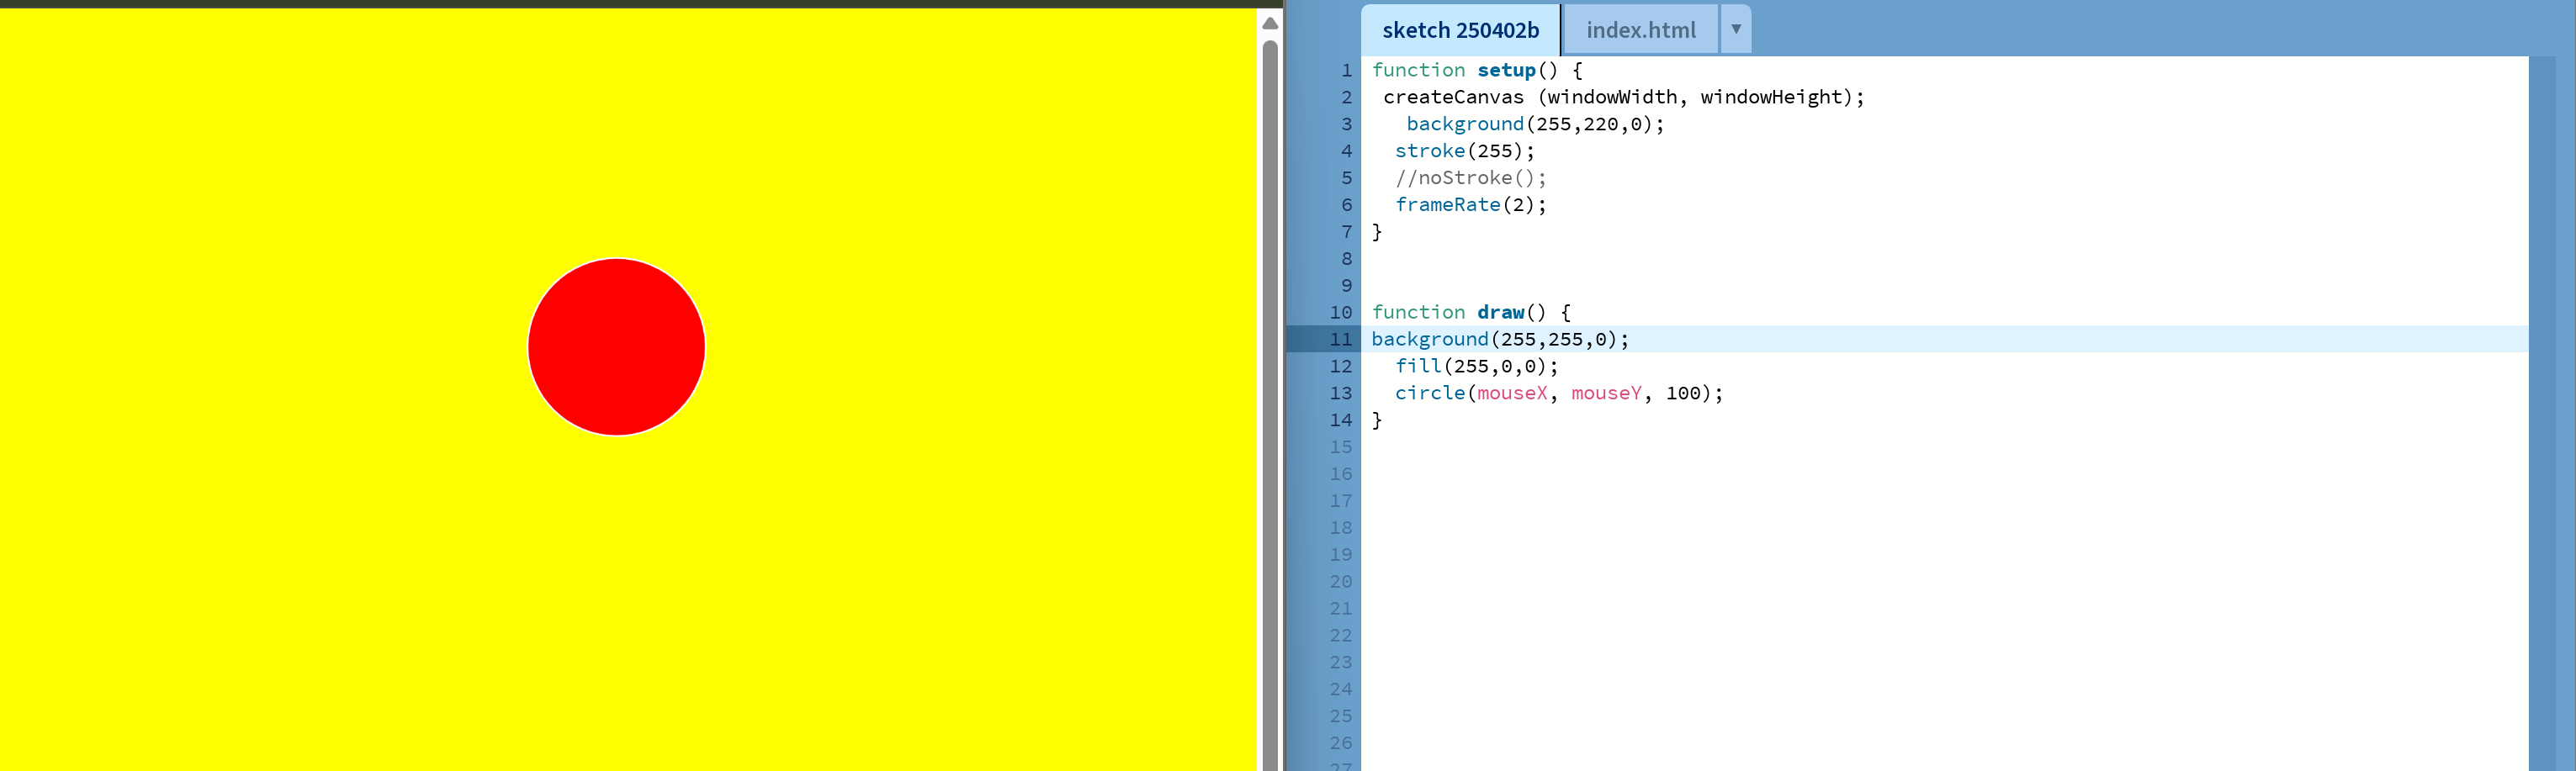 sketch 250402b index.html ▼
1 function setup() {
2 createCanvas (windowWidth, windowHeight);
3 background(255,220,0);
4 stroke(255);
5 //noStroke();
6 frameRate(2);
7 }
8
9
10 function draw() {
11 background(255,255,0);
12 fill(255,0,0);
13 circle(mouseX, mouseY, 100);
14 }
15
16
17
18
19
20
21
22
23
24
25
26
27